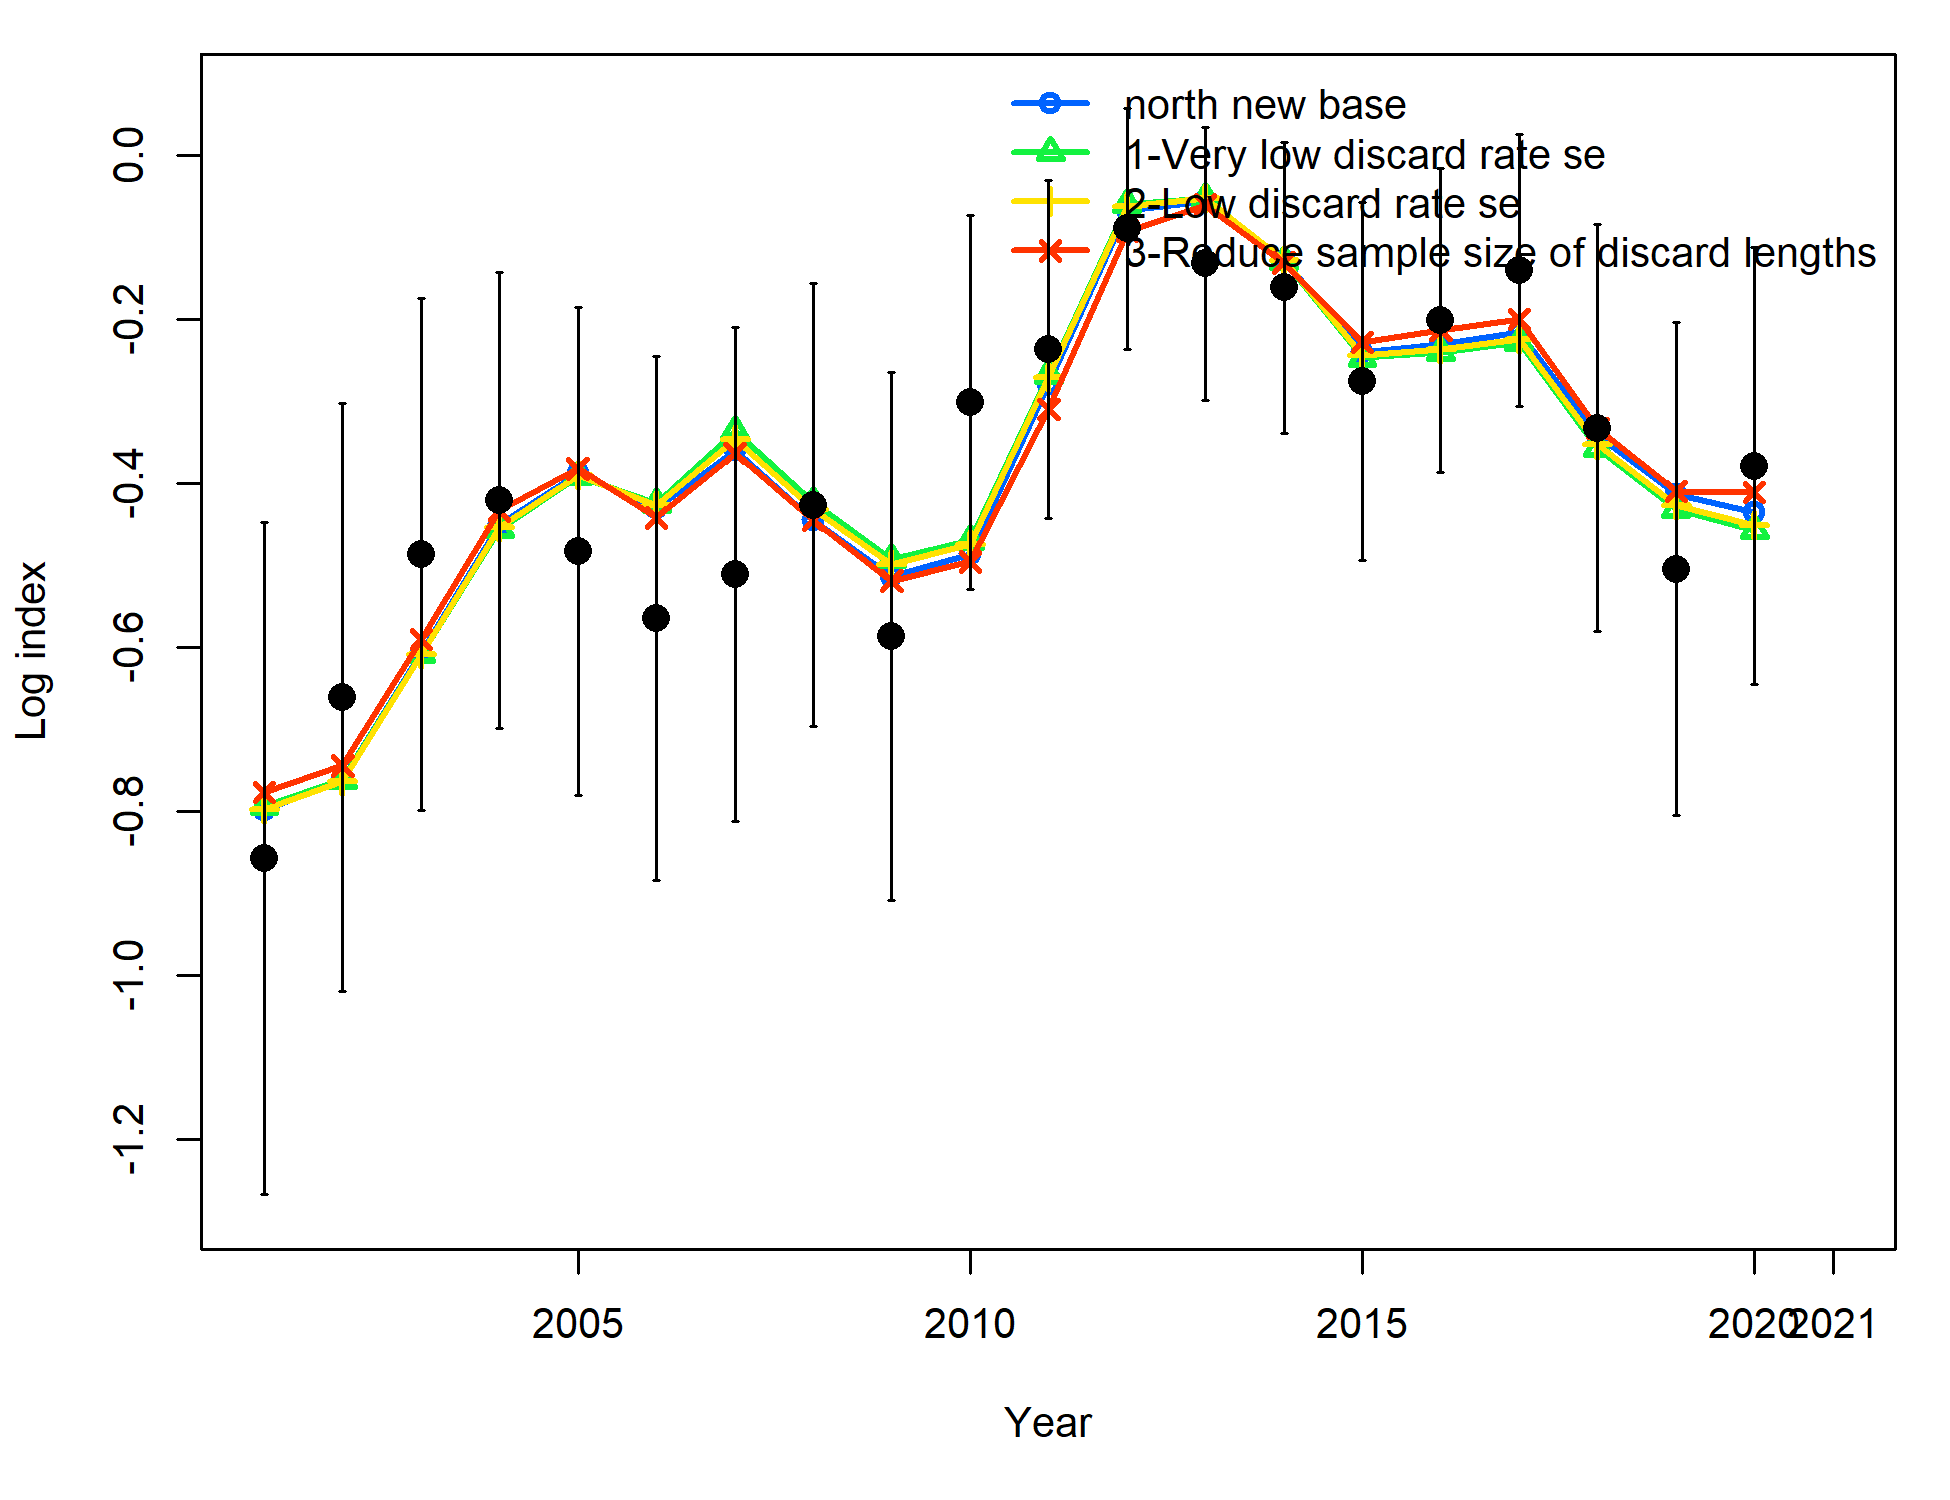 north new base
1-Very low discard rate se
2-Low discard rate se
3-Reduce sample size of discard lengths
0.0
-0.2
-0.4
-0.6
-0.8
-1.0
-1.2
Log index
2005 2010 2015 2020 2021
Year